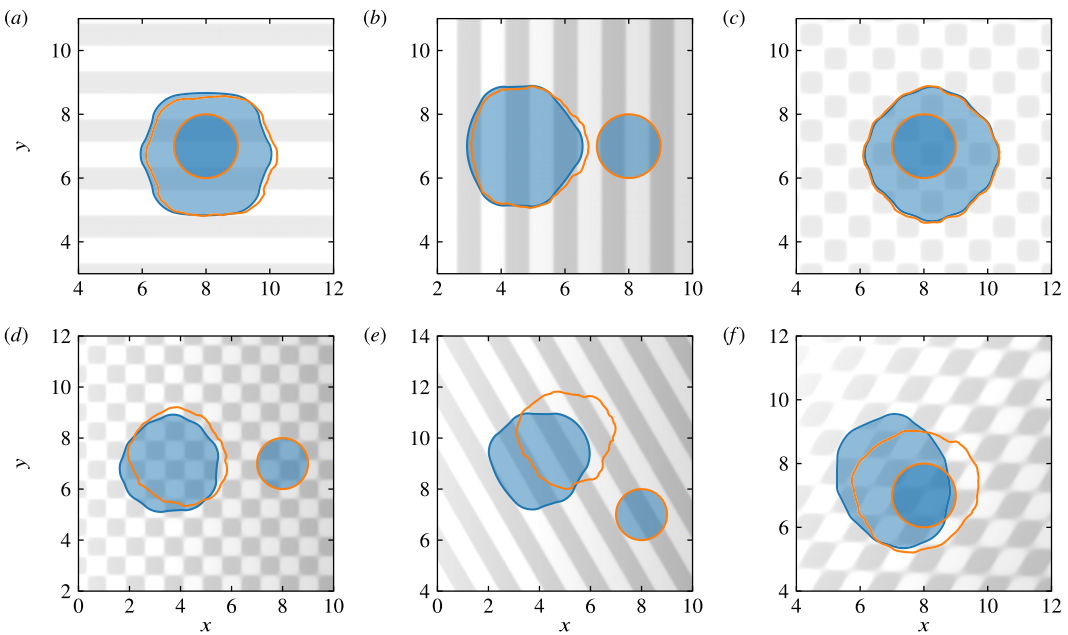 (a) (b) (c)
10 10 10
8 8 8
y
6 6 6
4 4 4
4 6 8 10 12 2 4 6 8 10 4 6 8 10 12
(d) 12 (e) 14 (f) 12
10 12 10
8 10 8
y
6 8 6
4 6 4
2 4 4
0 2 4 6 8 10 0 2 4 6 8 10 4 6 8 10 12
x x x